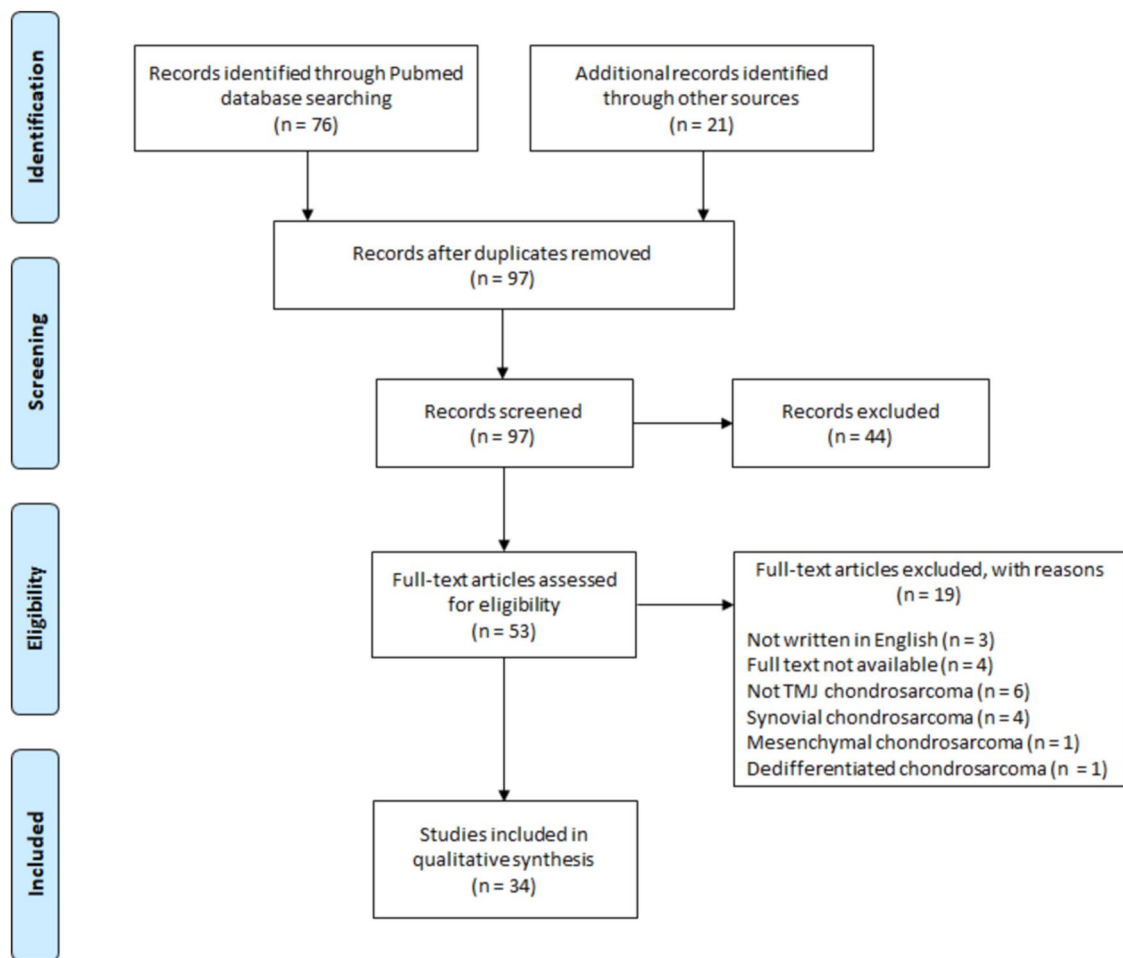 Identification
Records identified through Pubmed
database searching
(n = 76)
Additional records identified
through other sources
(n = 21)
Records after duplicates removed
(n = 97)
Screening
Records screened
(n = 97)
Records excluded
(n = 44)
Eligibility
Full-text articles assessed
for eligibility
(n = 53)
Full-text articles excluded, with reasons
(n = 19)
Not written in English (n = 3)
Full text not available (n = 4)
Not TMJ chondrosarcoma (n = 6)
Synovial chondrosarcoma (n = 4)
Mesenchymal chondrosarcoma (n = 1)
Dedifferentiated chondrosarcoma (n = 1)
Included
Studies included in
qualitative synthesis
(n = 34)